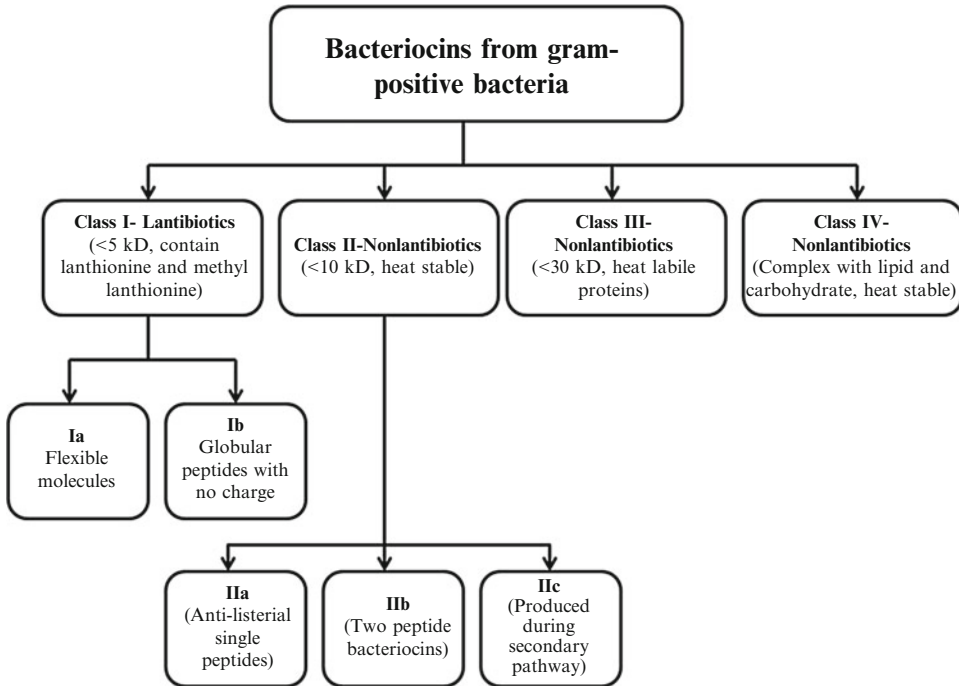 Bacteriocins from gram-
positive bacteria
Class I- Lantibiotics
(<5 kD, contain
lanthionine and methyl
lanthionine)
Class II-Nonlantibiotics
(<10 kD, heat stable)
Class III-
Nonlantibiotics
(<30 kD, heat labile
proteins)
Class IV-
Nonlantibiotics
(Complex with lipid and
carbohydrate, heat stable)
Ia
Flexible
molecules
Ib
Globular
peptides with
no charge
IIa
(Anti-listerial
single
peptides)
IIb
(Two peptide
bacteriocins)
IIc
(Produced
during
secondary
pathway)